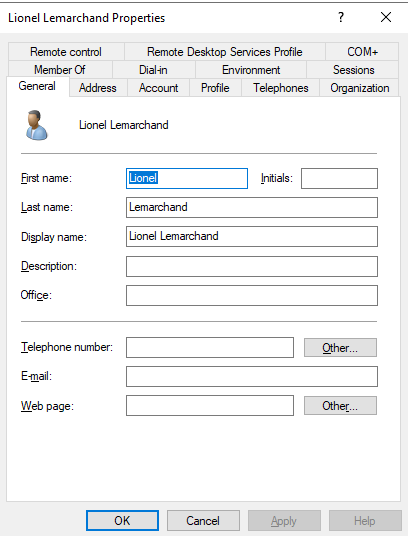 Lionel Lemarchand Properties
?
Remote control Remote Desktop Services Profile COM+
Member Of Dial-in Environment Sessions
General Address Account Profile Telephones Organization
Lionel Lemarchand
First name: Lionel Initials:
Last name: Lemarchand
Display name: Lionel Lemarchand
Description:
Office:
Telephone number: Other...
E-mail:
Web page: Other...
OK Cancel Apply Help